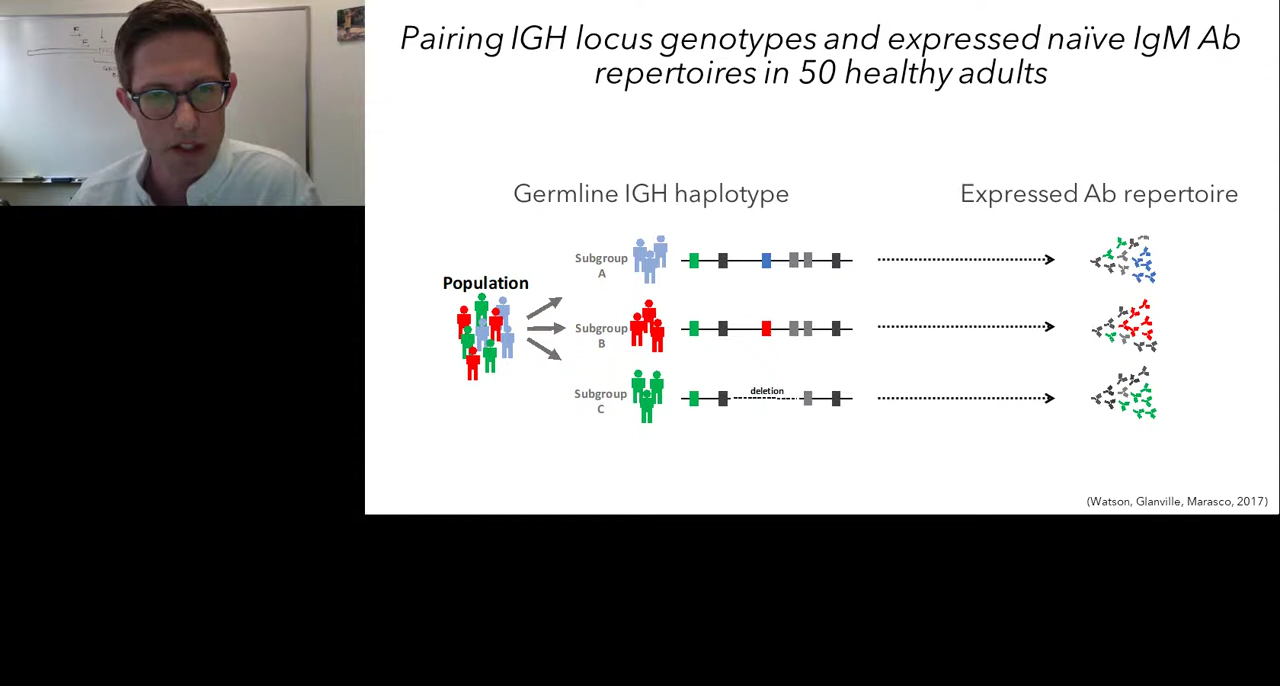 Pairing IGH locus genotypes and expressed naïve IgM Ab
repertoires in 50 healthy adults
Germline IGH haplotype
Expressed Ab repertoire
Population
Subgroup
A
Subgroup
B
Subgroup
C
deletion
(Watson, Glanville, Marasco, 2017)